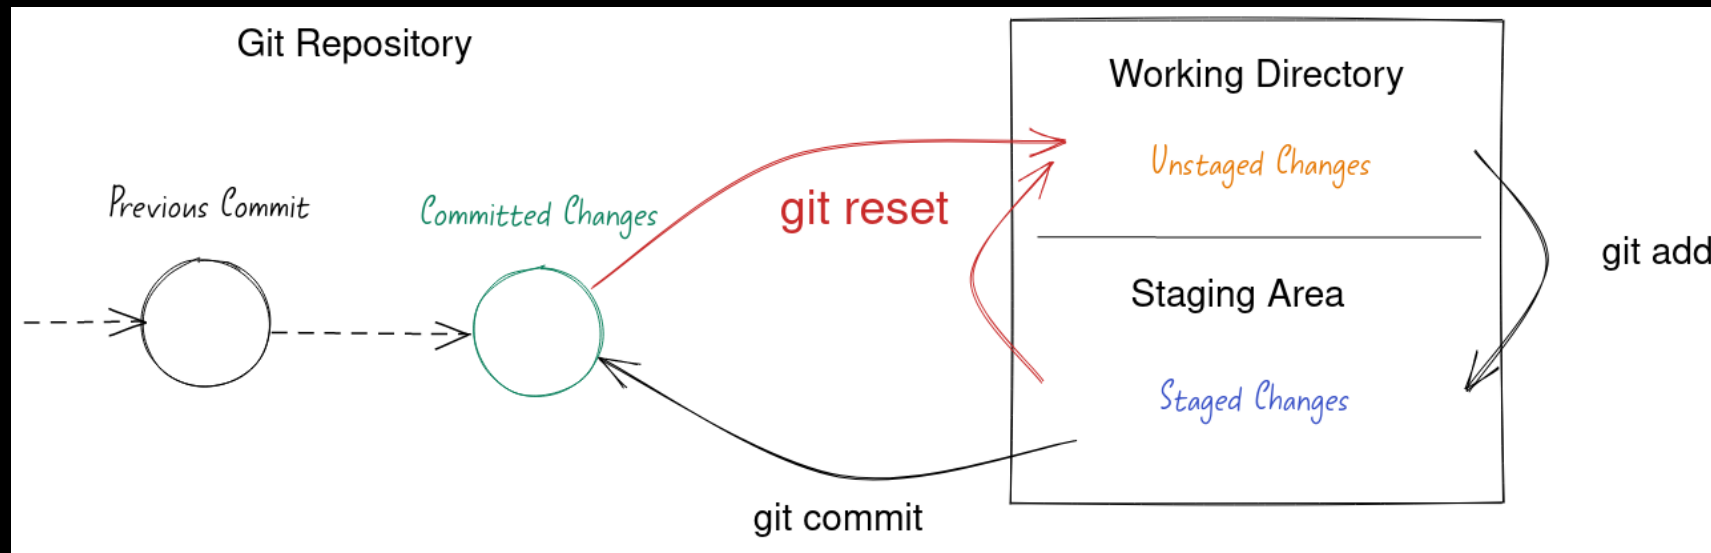 Git Repository
Working Directory
Unstaged Changes
Previous Commit
Committed Changes
git reset
git add
Staging Area
Staged Changes
git commit